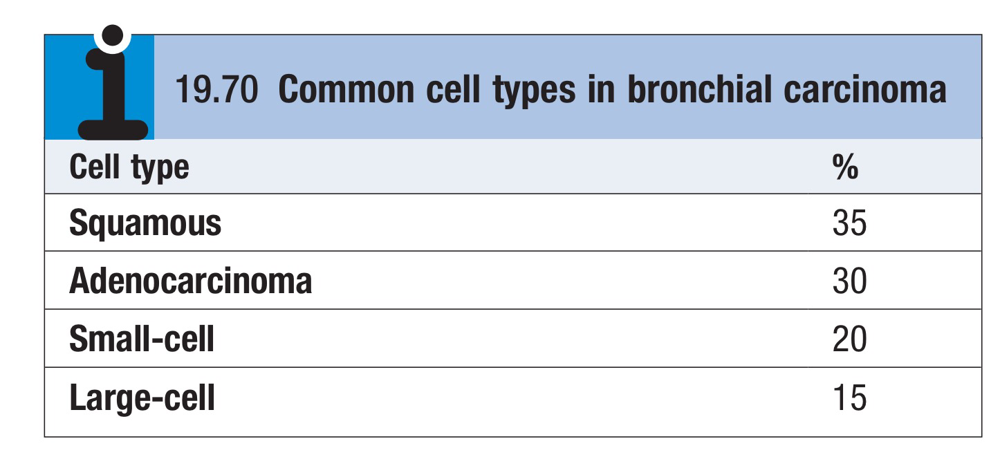 19.70 Common cell types in bronchial carcinoma
Cell type %
Squamous 35
Adenocarcinoma 30
Small-cell 20
Large-cell 15